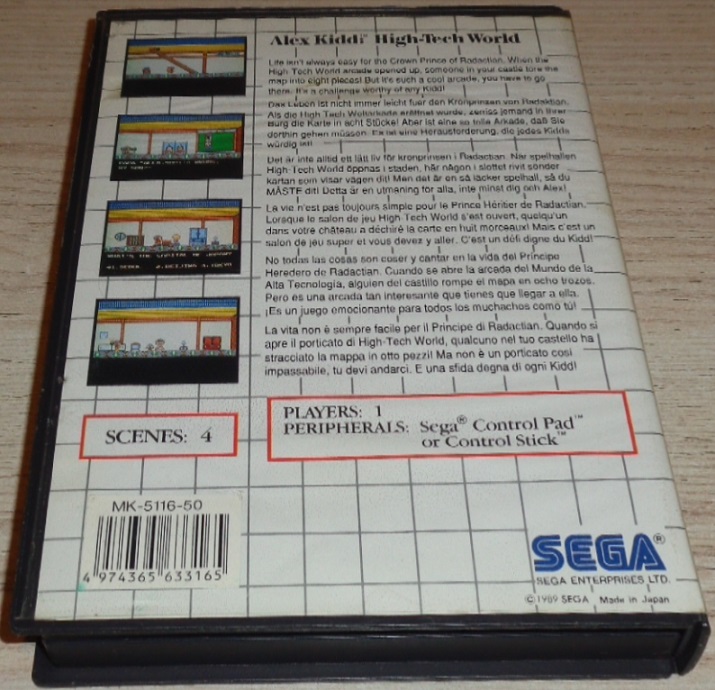 Alex Kidd™ High-Tech World
Life isn't always easy for the Crown Prince of Radaction. When the
High Tech World arcade opened up, someone in your castle tore the
map into eight pieces! But it's such a cool arcade, you have to go
there. It's a challenge worthy of any Kidd!
Das Leben ist nicht immer leicht fuer den Kronprinzen von Radaktian.
Als die High Tech Weltarkade eröffnet wurde, zerriss jemand in Ihrer
Burg die Karte in acht Stücke! Aber ist eine so tolle Arkade, daß Sie
dorthin gehen müssen. Es ist eine Herausforderung, die jedes Kidds
würdig ist!
Det är inte alltid ett lätt liv för kronprinsen i Radactian. När spelhallen
High-Tech World öppnas i staden, har någon i slottet rivit sönder
kartan som visar vägen dit! Men det är en så läcker spelhall, så du
MÅSTE dit! Detta är en utmaning för alla, inte minst dig och Alex!
La vie n'est pas toujours simple pour le Prince Héritier de Radactian.
Lorsque le salon de jeu High-Tech World s'est ouvert, quelqu'un
dans votre château a déchiré la carte en huit morceaux! Mais c'est un
salon de jeu super et vous devez y aller. C'est un défi digne du Kidd!
No todas las cosas son coser y cantar en la vida del Príncipe
Heredero de Radactian. Cuando se abre la arcada del Mundo de la
Alta Tecnología, alguien del castillo rompe el mapa en ocho trozos.
Pero es una arcada tan interesante que tienes que llegar a ella.
¡Es un juego emocionante para todos los muchachos como tú!
La vita non è sempre facile per il Principe di Radactian. Quando si
apre il porticato di High-Tech World, qualcuno nel tuo castello ha
stracciato la mappa in otto pezzi! Ma non è un porticato così
impassabile, tu devi andarci. E una sfida degna di ogni Kidd!
SCENES: 4
PLAYERS: 1
PERIPHERALS: Sega® Control Pad™
or Control Stick™
MK-5116-50
4 974365 633165
SEGA®
SEGA ENTERPRISES LTD.
©1989 SEGA Made in Japan